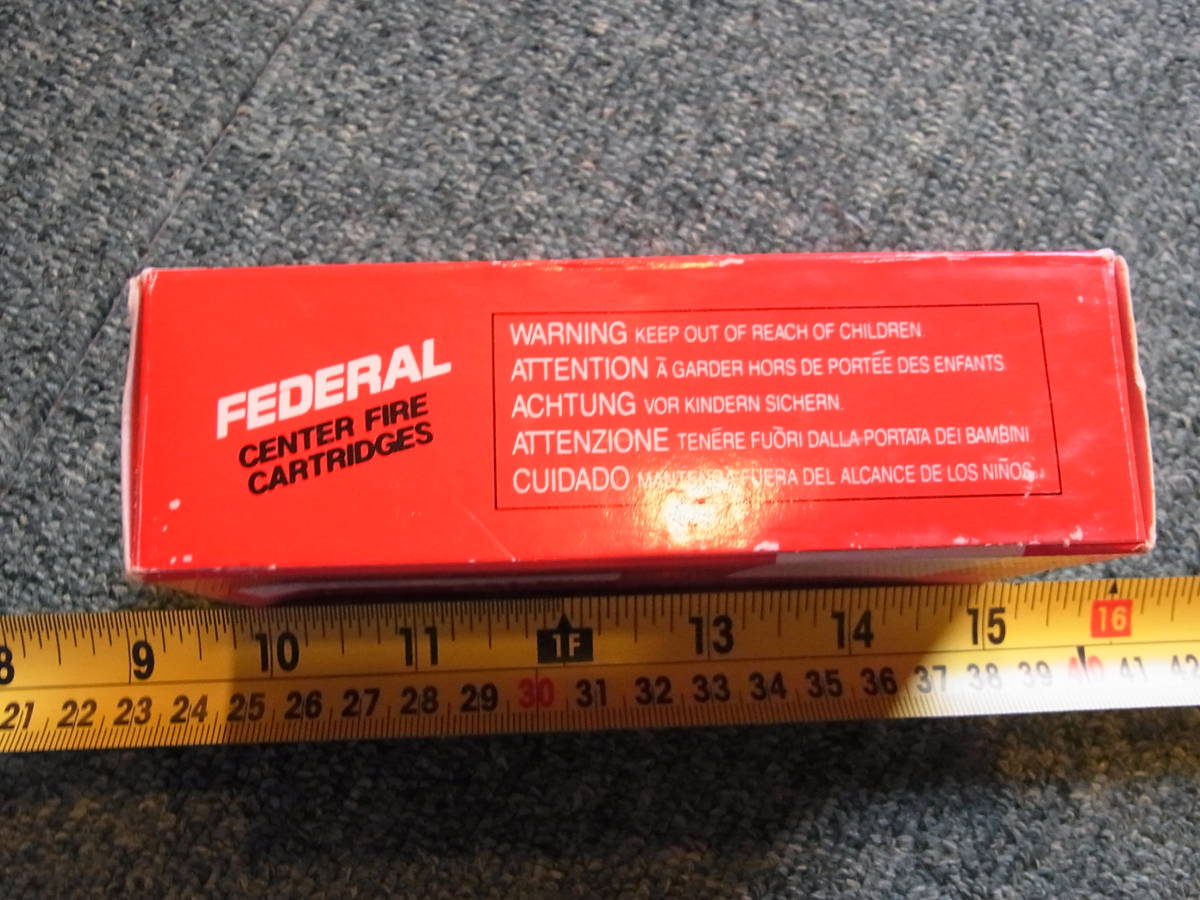 FEDERAL
CENTER FIRE
CARTRIDGES
WARNING KEEP OUT OF REACH OF CHILDREN.
ATTENTION Ā GARDER HORS DE PORTÉE DES ENFANTS.
ACHTUNG VOR KINDERN SICHERN.
ATTENZIONE TENĒRE FUŌRI DALLA PORTATA DEI BAMBINI.
CUIDADO FUERA DEL ALCANCE DE LOS NIÑOS.
8 9 10 11 1F 13 14 15 16
21 22 23 24 25 26 27 28 29 30 31 32 33 34 35 36 37 38 39 40 41 42